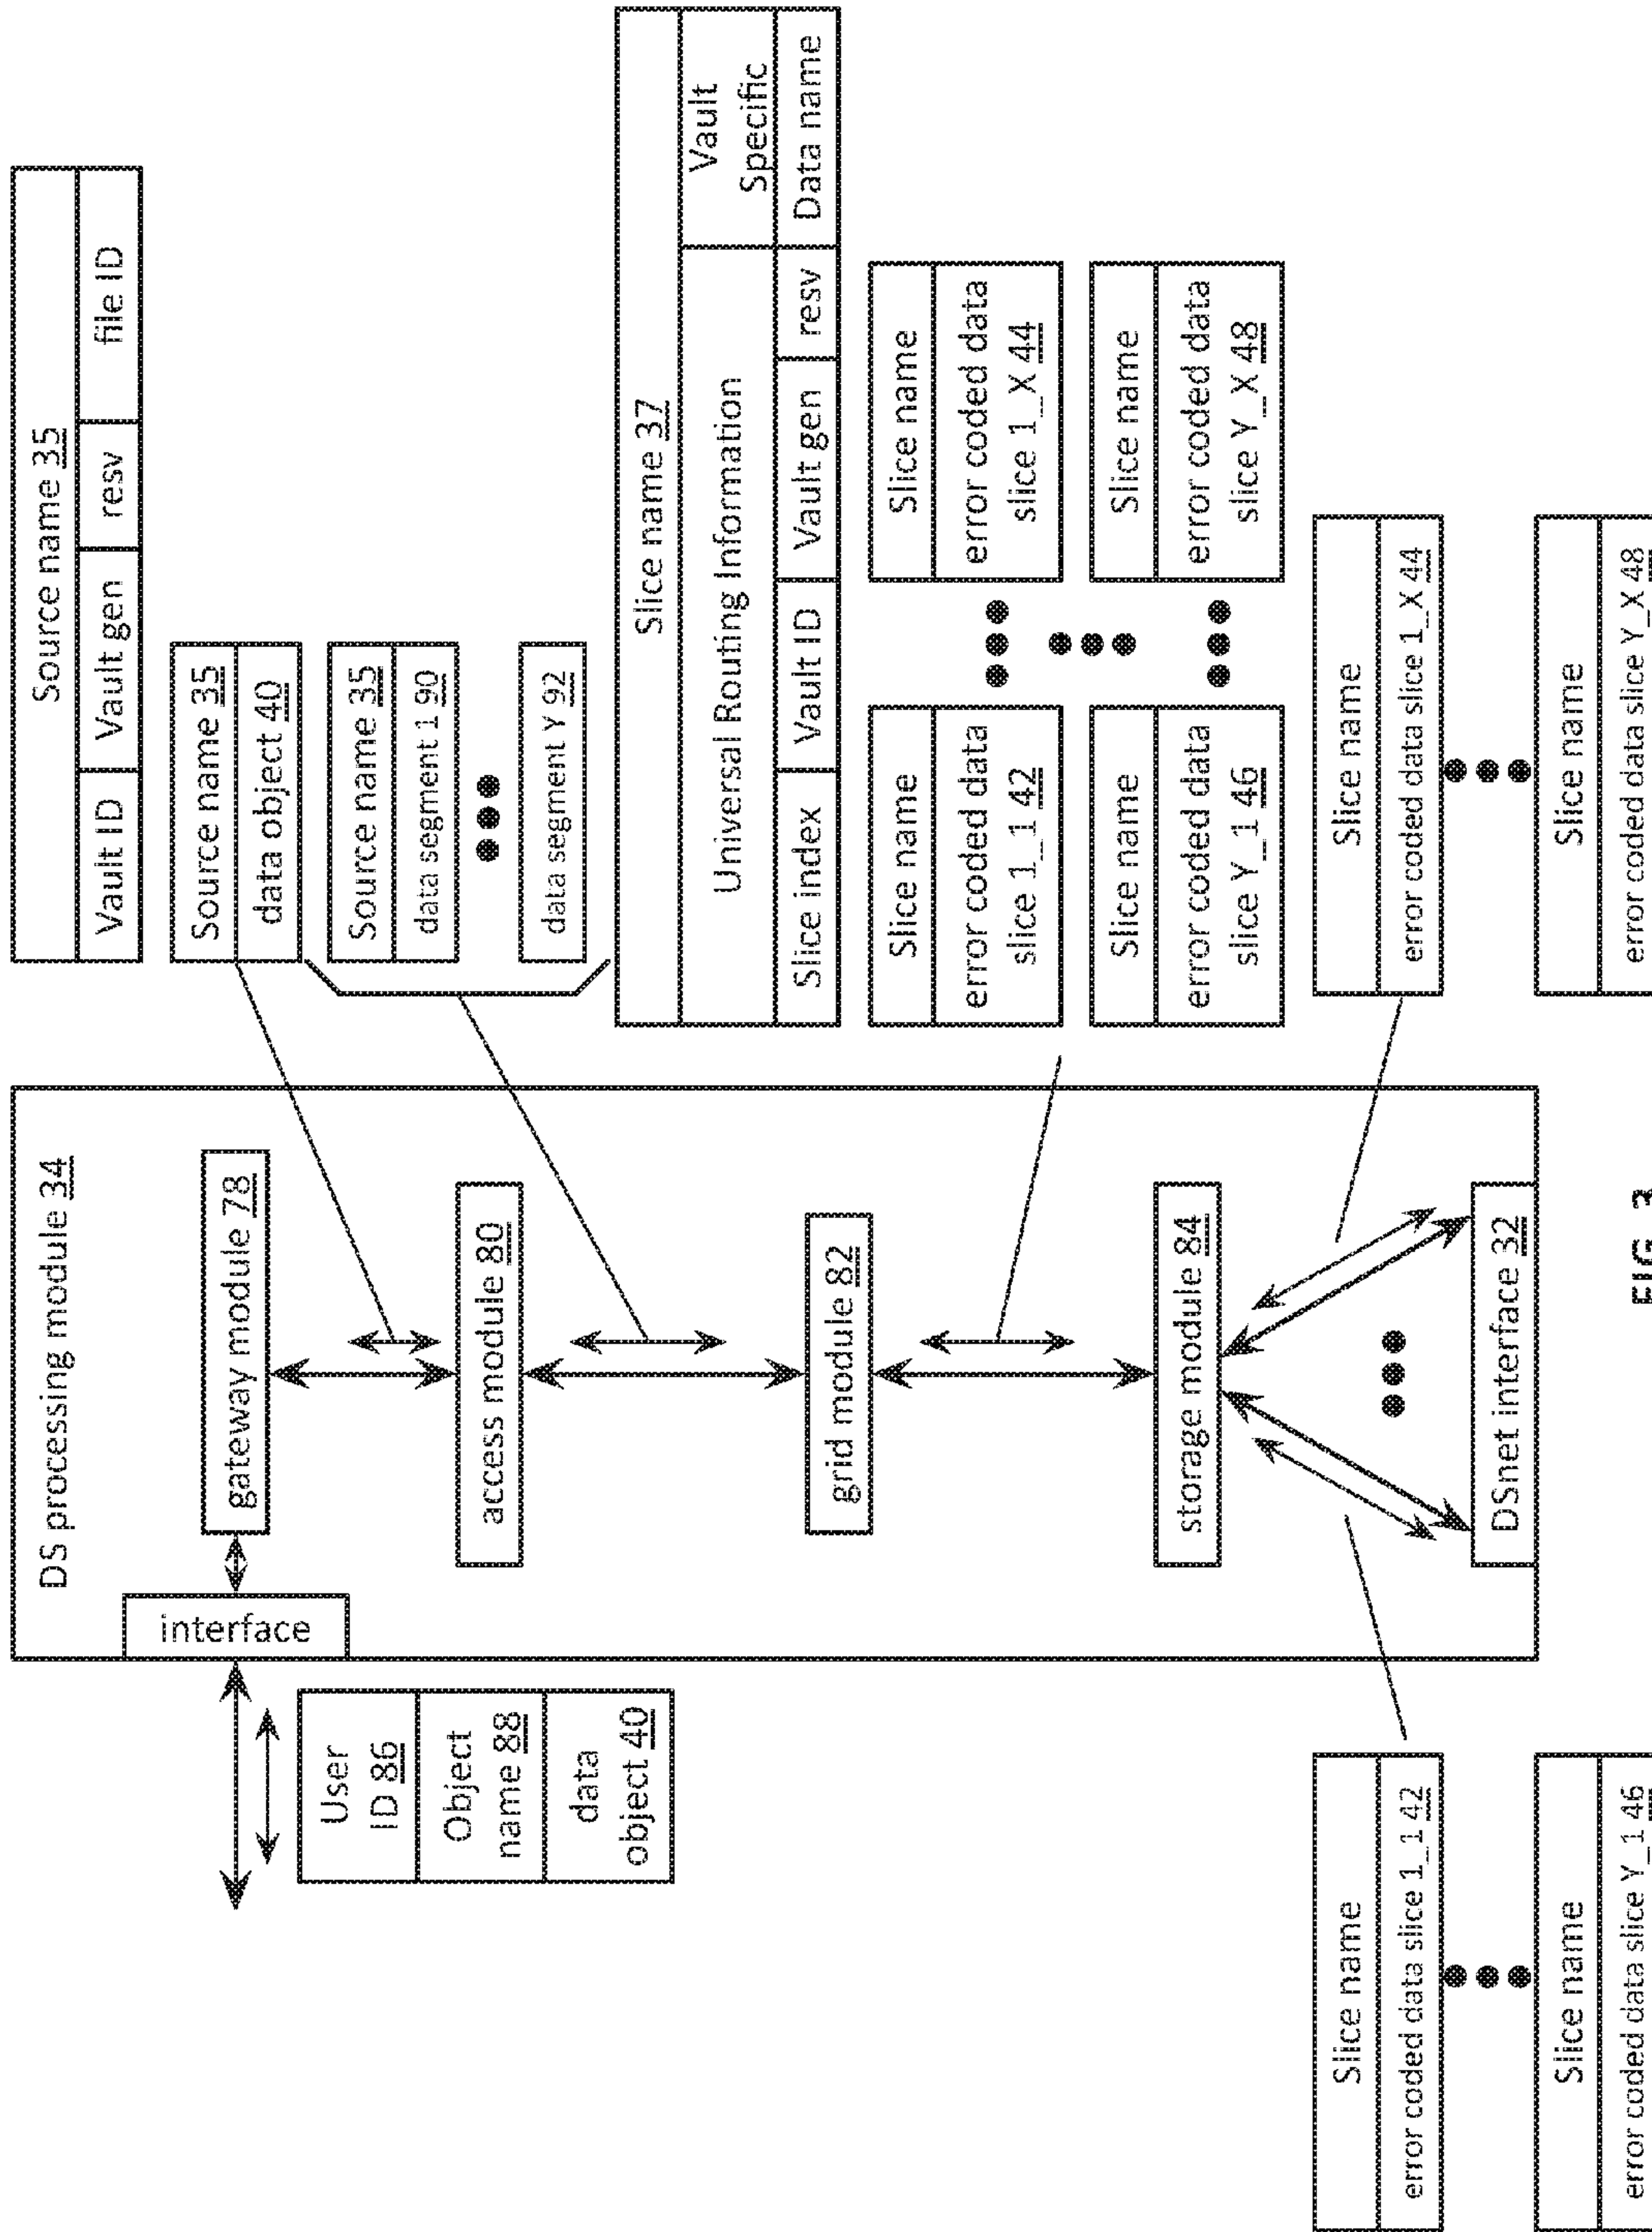 DS processing module 34
interface
gateway module 78
access module 80
grid module 82
storage module 84
DSnet interface 32
User
ID 86
Object
name 88
data
object 40
Source name 35
Vault ID
Vault gen
resv
file ID
Source name 35
data object 40
Source name 35
data segment 1 90
data segment Y 92
Slice name 37
Universal Routing Information
Vault
Specific
Slice index
Vault ID
Vault gen
resv
Data name
Slice name
error coded data
slice 1_1 42
Slice name
error coded data
slice 1_X 44
Slice name
error coded data
slice Y_1 46
Slice name
error coded data
slice Y_X 48
Slice name
error coded data slice 1_1 42
Slice name
error coded data slice Y_1 46
Slice name
error coded data slice 1_X 44
Slice name
error coded data slice Y_X 48
FIG. 3